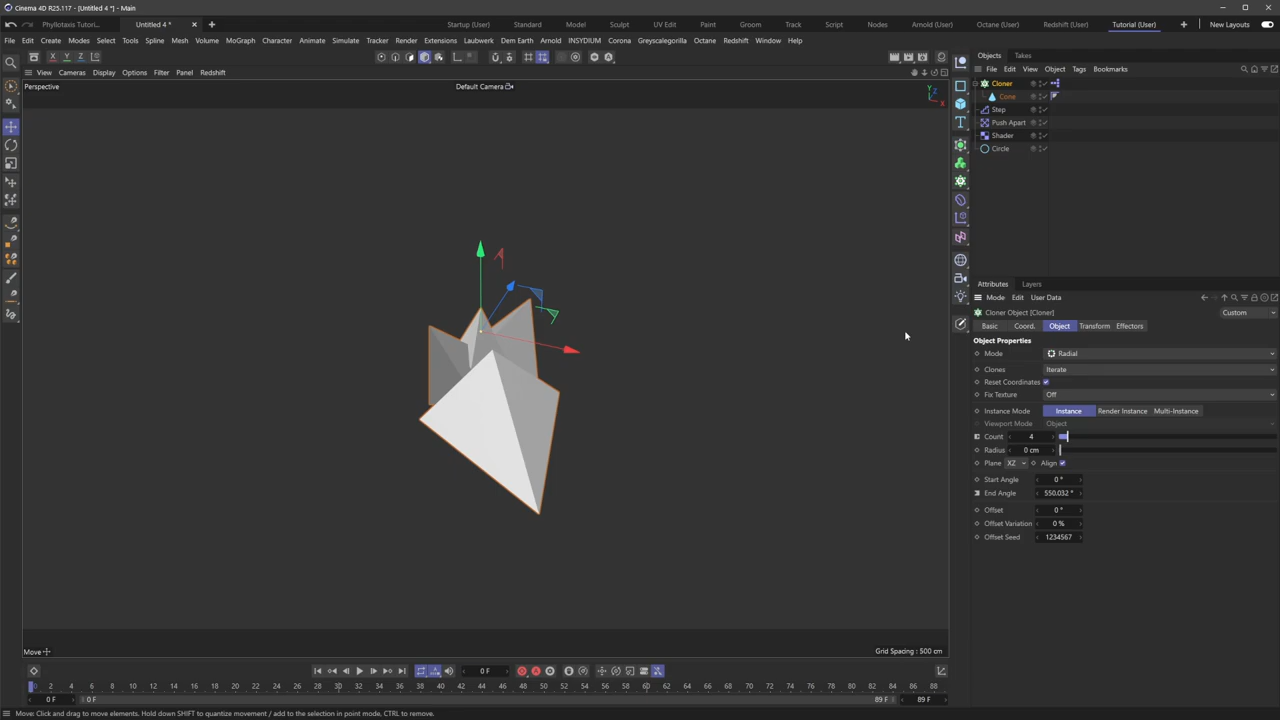 Cinema 4D R25.117 - [Untitled 4 *] - Main
Phyllotaxis Tutori...
Untitled 4 *
Startup (User)
Standard
Model
Sculpt
UV Edit
Paint
Groom
Track
Script
Nodes
Arnold (User)
Octane (User)
Redshift (User)
Tutorial (User)
New Layouts
File
Edit
Create
Modes
Select
Tools
Spline
Mesh
Volume
MoGraph
Character
Animate
Simulate
Tracker
Render
Extensions
Laubwerk
Dem Earth
Arnold
INSYDIUM
Corona
Greyscalegorilla
Octane
Redshift
Window
Help
X
Y
Z
Objects
Takes
View
Cameras
Display
Options
Filter
Panel
Redshift
File
Edit
View
Object
Tags
Bookmarks
Perspective
Default Camera
Y
X
Cloner
Cone
Step
Push Apart
Shader
Circle
Attributes
Layers
Mode
Edit
User Data
Cloner Object [Cloner]
Custom
Basic
Coord.
Object
Transform
Effectors
Object Properties
Mode
Radial
Clones
Iterate
Reset Coordinates
Fix Texture
Off
Instance Mode
Instance
Render Instance
Multi-Instance
Viewport Mode
Object
Count
4
Radius
0 cm
Plane
XZ
Align
Start Angle
0 °
End Angle
550.032 °
Offset
0 °
Offset Variation
0 %
Offset Seed
1234567
Move
Grid Spacing : 500 cm
0 F
0
2
4
6
8
10
12
14
16
18
20
22
24
26
28
30
32
34
36
38
40
42
44
46
48
50
52
54
56
58
60
62
64
66
68
70
72
74
76
78
80
82
84
86
88
90
0 F
0 F
89 F
89 F
Move: Click and drag to move elements. Hold down SHIFT to quantize movement / add to the selection in point mode, CTRL to remove.